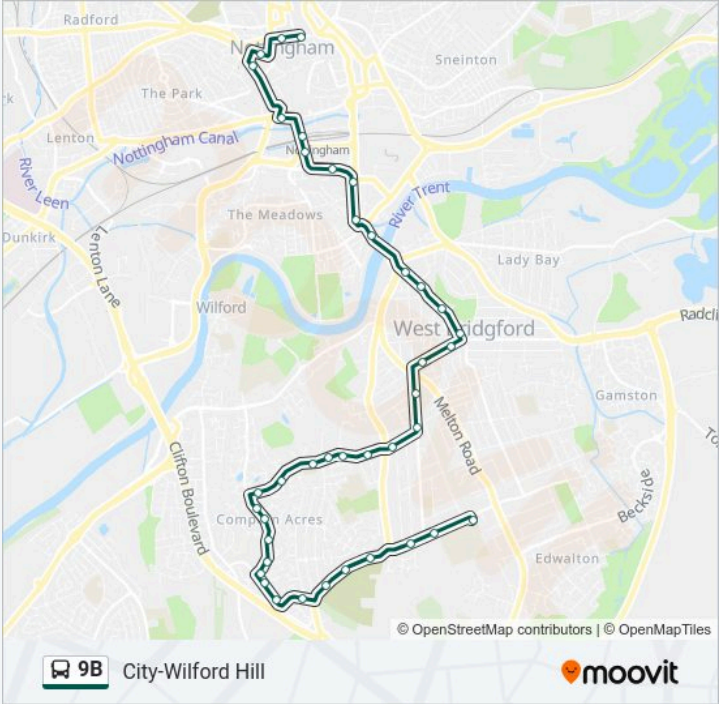 Radford
Nottingham
Sneinton
The Park
k
Lenton
Nottingham Canal
Nottingham
River Leen
River Trent
The Meadows
Dunkirk
Lenton Lane
Lady Bay
Wilford
Radcli
West Bridgford
Gamston
Melton Road
To
Clifton Boulevard
Beckside
Compton Acres
Edwalton
© OpenStreetMap contributors | © OpenMapTiles
9B City-Wilford Hill
moovit